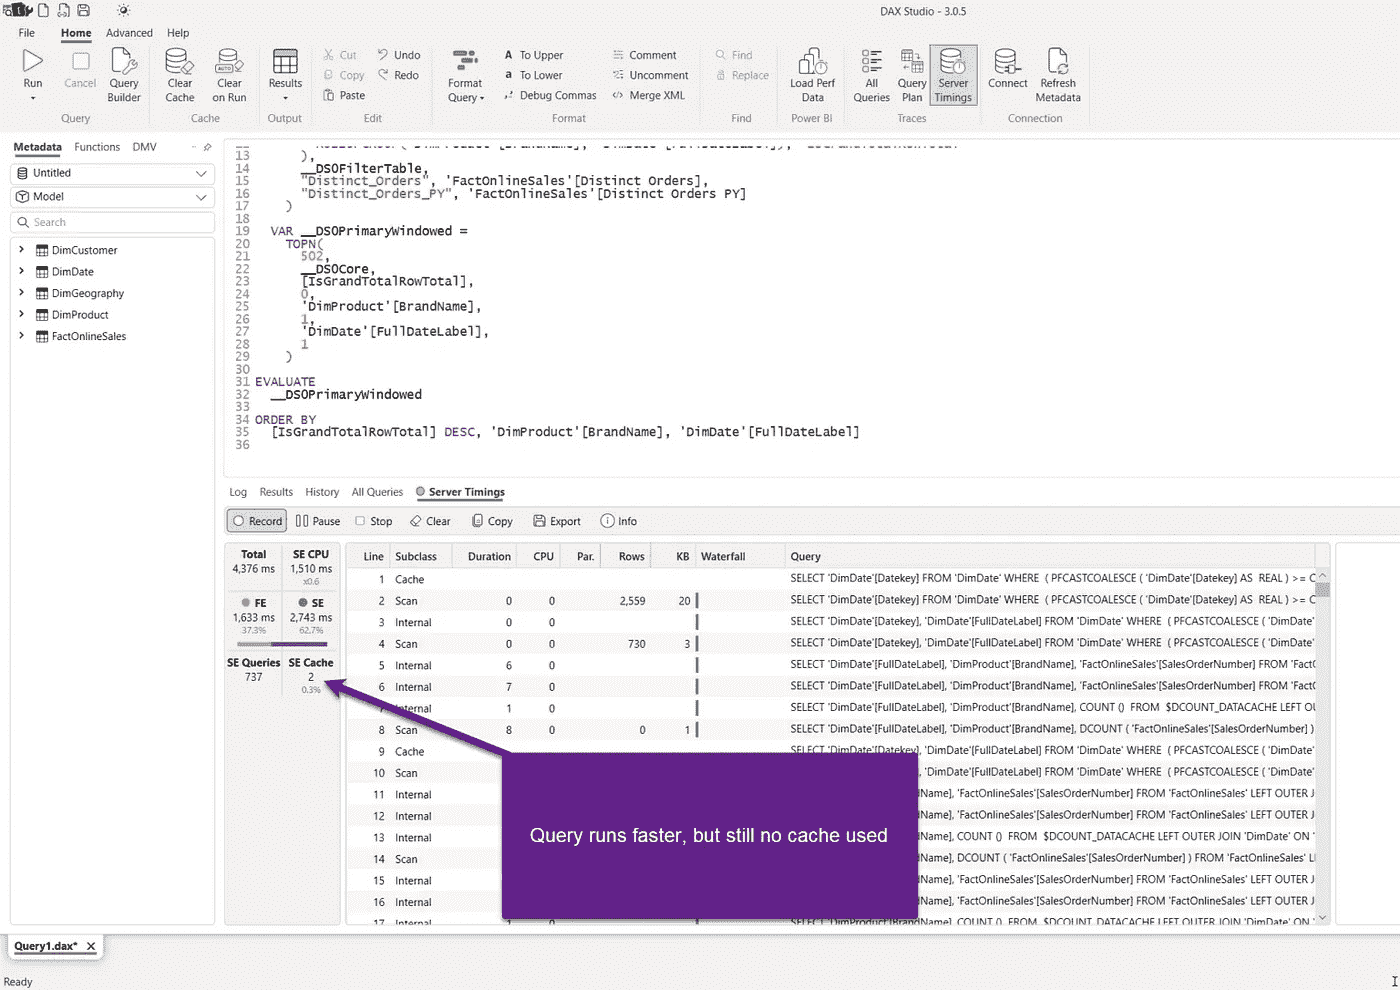 DAX Studio - 3.0.5
File Home Advanced Help
Run
Cancel
Query Builder
Query
Clear Cache
AUTO
Clear on Run
Cache
Results
Output
Cut
Copy
Paste
Undo
Redo
Edit
Format Query
A To Upper
a To Lower
Debug Commas
Comment
Uncomment
Merge XML
Format
Find
Replace
Find
Load Perf Data
Power BI
All Queries
Query Plan
Server Timings
Traces
Connect
Refresh Metadata
Connection
Metadata Functions DMV
Untitled
Model
Search
DimCustomer
DimDate
DimGeography
DimProduct
FactOnlineSales
13 ),
14 __DS0FilterTable,
15 "Distinct_Orders", 'FactOnlineSales'[Distinct Orders],
16 "Distinct_Orders_PY", 'FactOnlineSales'[Distinct Orders PY]
17 )
18
19 VAR __DS0PrimaryWindowed =
20 TOPN(
21 502,
22 __DS0Core,
23 [IsGrandTotalRowTotal],
24 0,
25 'DimProduct'[BrandName],
26 1,
27 'DimDate'[FullDateLabel],
28 1
29 )
30
31 EVALUATE
32 __DS0PrimaryWindowed
33
34 ORDER BY
35 [IsGrandTotalRowTotal] DESC, 'DimProduct'[BrandName], 'DimDate'[FullDateLabel]
36
Log Results History All Queries Server Timings
Record Pause Stop Clear Copy Export Info
Total SE CPU
4,376 ms 1,510 ms
x0.6
FE SE
1,633 ms 2,743 ms
37.3% 62.7%
SE Queries SE Cache
737 2
0.3%
Line Subclass Duration CPU Par. Rows KB Waterfall Query
1 Cache SELECT 'DimDate'[Datekey] FROM 'DimDate' WHERE ( PFCASTCOALESCE ( 'DimDate'[Datekey] AS REAL ) >= C
2 Scan 0 0 2,559 20 SELECT 'DimDate'[Datekey] FROM 'DimDate' WHERE ( PFCASTCOALESCE ( 'DimDate'[Datekey] AS REAL ) >= C
3 Internal 0 0 SELECT 'DimDate'[Datekey], 'DimDate'[FullDateLabel] FROM 'DimDate' WHERE ( PFCASTCOALESCE ( 'DimDate'
4 Scan 0 0 730 3 SELECT 'DimDate'[Datekey], 'DimDate'[FullDateLabel] FROM 'DimDate' WHERE ( PFCASTCOALESCE ( 'DimDate'
5 Internal 6 0 SELECT 'DimDate'[FullDateLabel], 'DimProduct'[BrandName], 'FactOnlineSales'[SalesOrderNumber] FROM 'Fact
6 Internal 7 0 SELECT 'DimDate'[FullDateLabel], 'DimProduct'[BrandName], 'FactOnlineSales'[SalesOrderNumber] FROM 'Fact
Internal 1 0 SELECT 'DimDate'[FullDateLabel], 'DimProduct'[BrandName], COUNT () FROM $DCOUNT_DATACACHE LEFT OU
8 Scan 8 0 0 1 SELECT 'DimDate'[FullDateLabel], 'DimProduct'[BrandName], DCOUNT ( 'FactOnlineSales'[SalesOrderNumber] )
9 Cache SELECT 'DimDate'[Datekey], 'DimDate'[FullDateLabel] FROM 'DimDate' WHERE ( PFCASTCOALESCE ( 'DimDate'
10 Scan 'DimDate'[FullDateLabel] FROM 'DimDate' WHERE ( PFCASTCOALESCE ( 'DimDate'
11 Internal 'FactOnlineSales'[SalesOrderNumber] FROM 'FactOnlineSales' LEFT OUTER J
12 Internal 'FactOnlineSales'[SalesOrderNumber] FROM 'FactOnlineSales' LEFT OUTER J
13 Internal COUNT () FROM $DCOUNT_DATACACHE LEFT OUTER JOIN 'DimDate' ON '
14 Scan DCOUNT ( 'FactOnlineSales'[SalesOrderNumber] ) FROM 'FactOnlineSales' L
15 Internal 'FactOnlineSales'[SalesOrderNumber] FROM 'FactOnlineSales' LEFT OUTER J
16 Internal 'FactOnlineSales'[SalesOrderNumber] FROM 'FactOnlineSales' LEFT OUTER J
17 Internal 1 0 SELECT 'DimProduct'[BrandName], COUNT () FROM $DCOUNT_DATACACHE LEFT OUTER JOIN 'DimDate' ON '
Query runs faster, but still no cache used
Query1.dax*
Ready